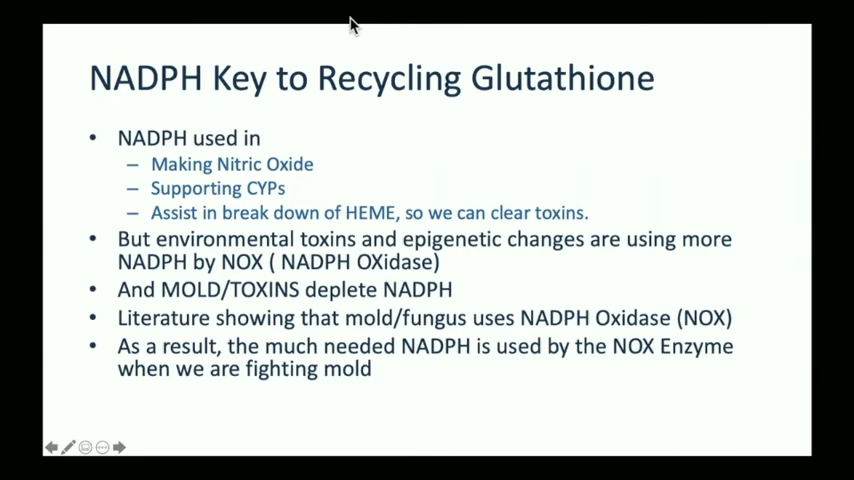 NADPH Key to Recycling Glutathione
• NADPH used in
– Making Nitric Oxide
– Supporting CYPs
– Assist in break down of HEME, so we can clear toxins.
• But environmental toxins and epigenetic changes are using more
NADPH by NOX ( NADPH OXidase)
• And MOLD/TOXINS deplete NADPH
• Literature showing that mold/fungus uses NADPH Oxidase (NOX)
• As a result, the much needed NADPH is used by the NOX Enzyme
when we are fighting mold